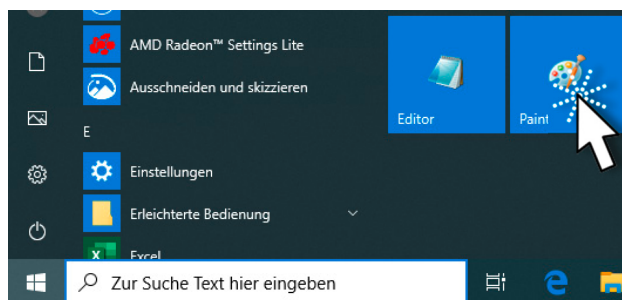 AMD Radeon™ Settings Lite
Ausschneiden und skizzieren
E
Einstellungen
Erleichterte Bedienung
Excel
Editor
Paint
Zur Suche Text hier eingeben